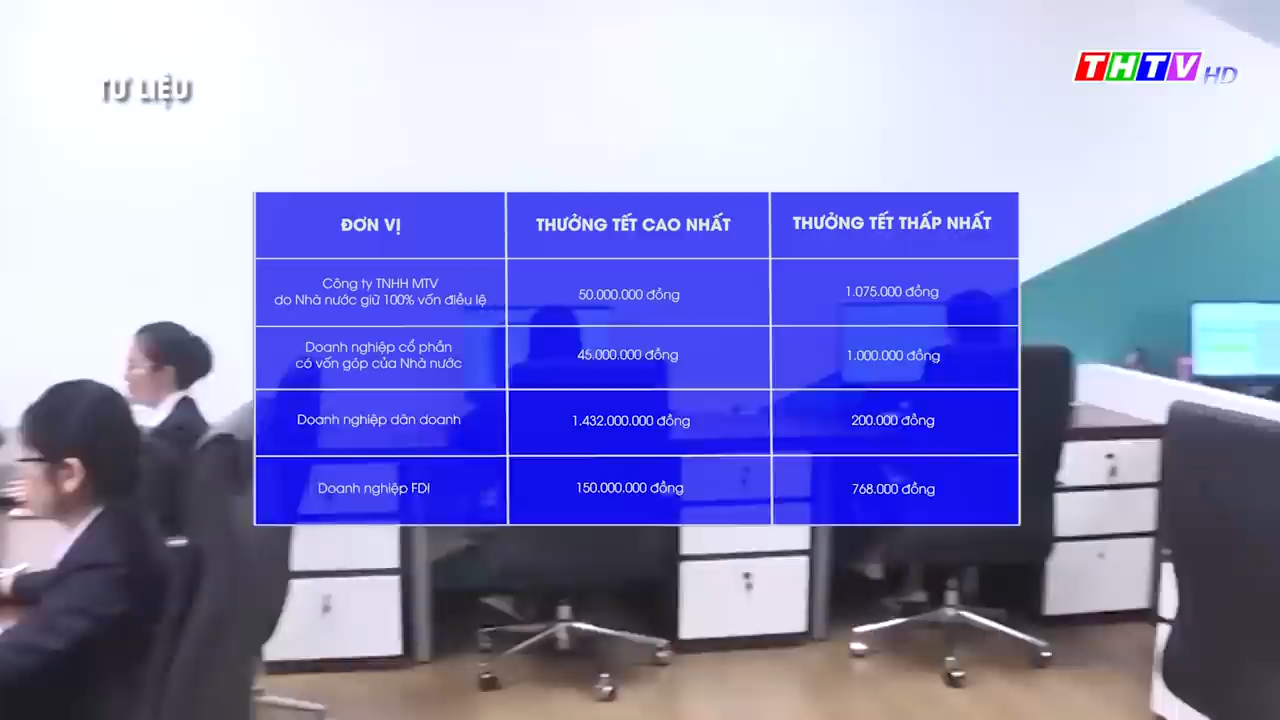 TƯ LIỆU
THTV HD
ĐƠN VỊ
THƯỞNG TẾT CAO NHẤT
THƯỞNG TẾT THẤP NHẤT
Công ty TNHH MTV
do Nhà nước giữ 100% vốn điều lệ
50.000.000 đồng
1.075.000 đồng
Doanh nghiệp cổ phần
có vốn góp của Nhà nước
45.000.000 đồng
1.000.000 đồng
Doanh nghiệp dân doanh
1.432.000.000 đồng
200.000 đồng
Doanh nghiệp FDI
150.000.000 đồng
768.000 đồng